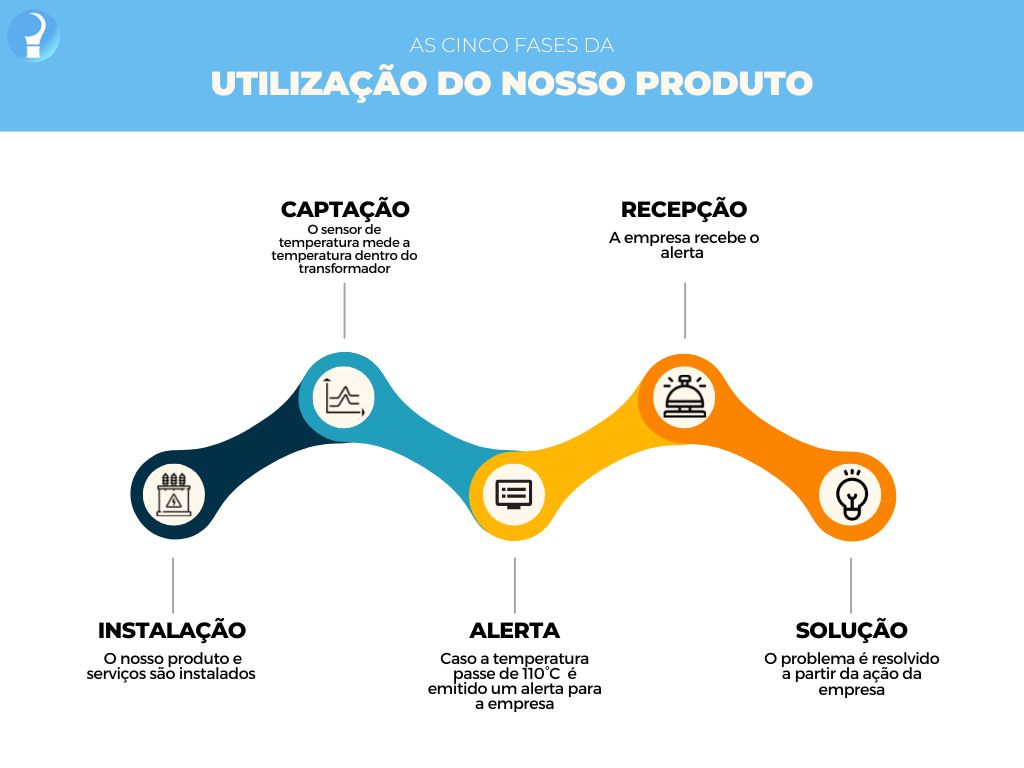 AS CINCO FASES DA
UTILIZAÇÃO DO NOSSO PRODUTO
CAPTAÇÃO
O sensor de
temperatura mede a
temperatura dentro do
transformador
RECEPÇÃO
A empresa recebe o
alerta
INSTALAÇÃO
O nosso produto e
serviços são instalados
ALERTA
Caso a temperatura
passe de 110°C é
emitido um alerta para
a empresa
SOLUÇÃO
O problema é resolvido
a partir da ação da
empresa